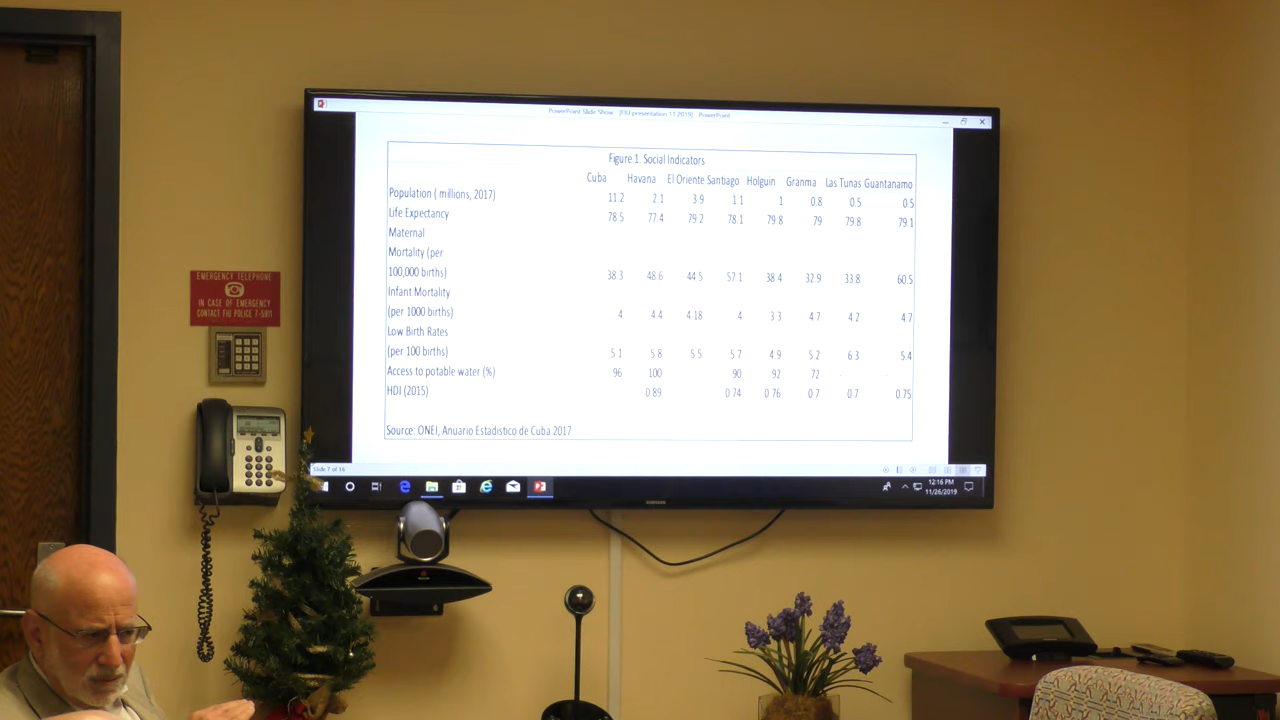 PowerPoint Slide Show - [FIU presentation 11 2019] - PowerPoint
Figure 1. Social Indicators
Cuba Havana El Oriente Santiago Holguin Granma Las Tunas Guantanamo
Population ( millions, 2017) 11.2 2.1 3.9 1.1 1 0.8 0.5 0.5
Life Expectancy 78.5 77.4 79.2 78.1 79.8 79 79.8 79.1
Maternal
Mortality (per
100,000 births) 38.3 48.6 44.5 57.1 38.4 32.9 33.8 60.5
Infant Mortality
(per 1000 births) 4 4.4 4.18 4 3.3 4.7 4.2 4.7
Low Birth Rates
(per 100 births) 5.1 5.8 5.5 5.7 4.9 5.2 6.3 5.4
Access to potable water (%) 96 100 90 92 72 - -
HDI (2015) 0.89 0.74 0.76 0.7 0.7 0.75
Source: ONEI, Anuario Estadistico de Cuba 2017
Slide 7 of 16
12:16 PM
11/26/2019
SAMSUNG
EMERGENCY TELEPHONE
IN CASE OF EMERGENCY
CONTACT FIU POLICE 7-5911